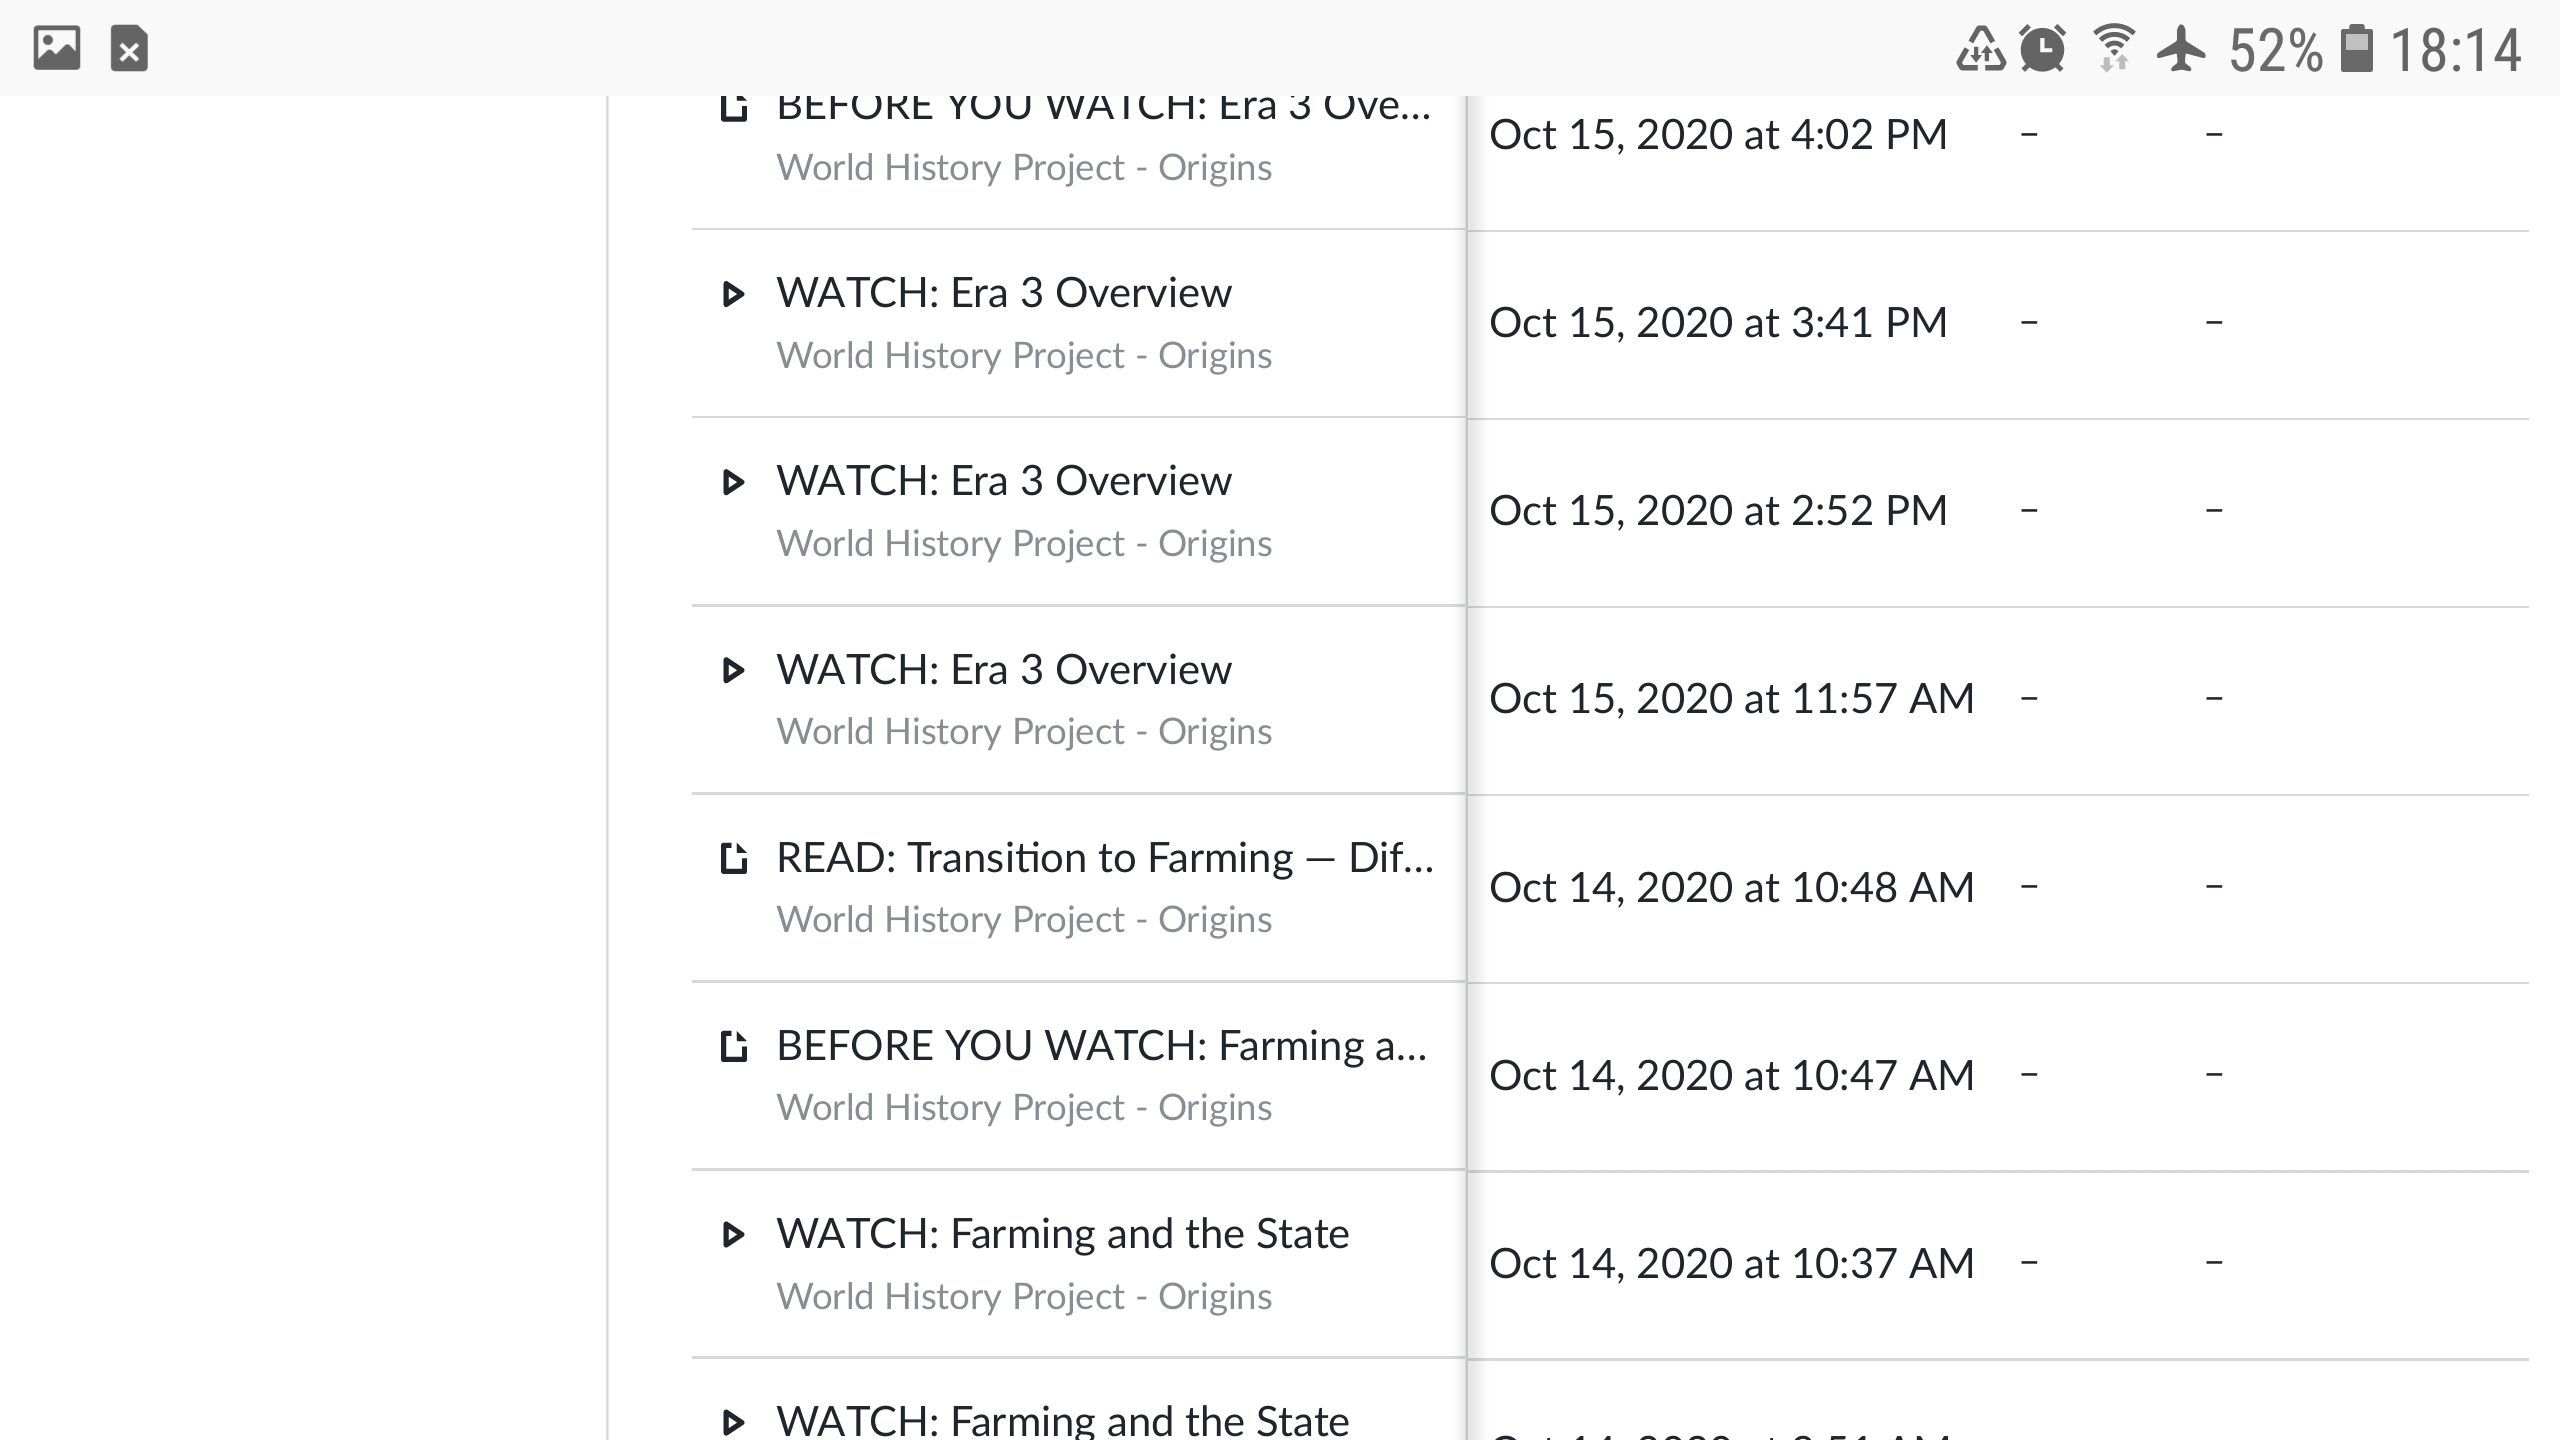 52% 18:14
BEFORE YOU WATCH: Era 3 Ove...
World History Project - Origins
Oct 15, 2020 at 4:02 PM – –
WATCH: Era 3 Overview
World History Project - Origins
Oct 15, 2020 at 3:41 PM – –
WATCH: Era 3 Overview
World History Project - Origins
Oct 15, 2020 at 2:52 PM – –
WATCH: Era 3 Overview
World History Project - Origins
Oct 15, 2020 at 11:57 AM – –
READ: Transition to Farming — Dif...
World History Project - Origins
Oct 14, 2020 at 10:48 AM – –
BEFORE YOU WATCH: Farming a...
World History Project - Origins
Oct 14, 2020 at 10:47 AM – –
WATCH: Farming and the State
World History Project - Origins
Oct 14, 2020 at 10:37 AM – –
WATCH: Farming and the State